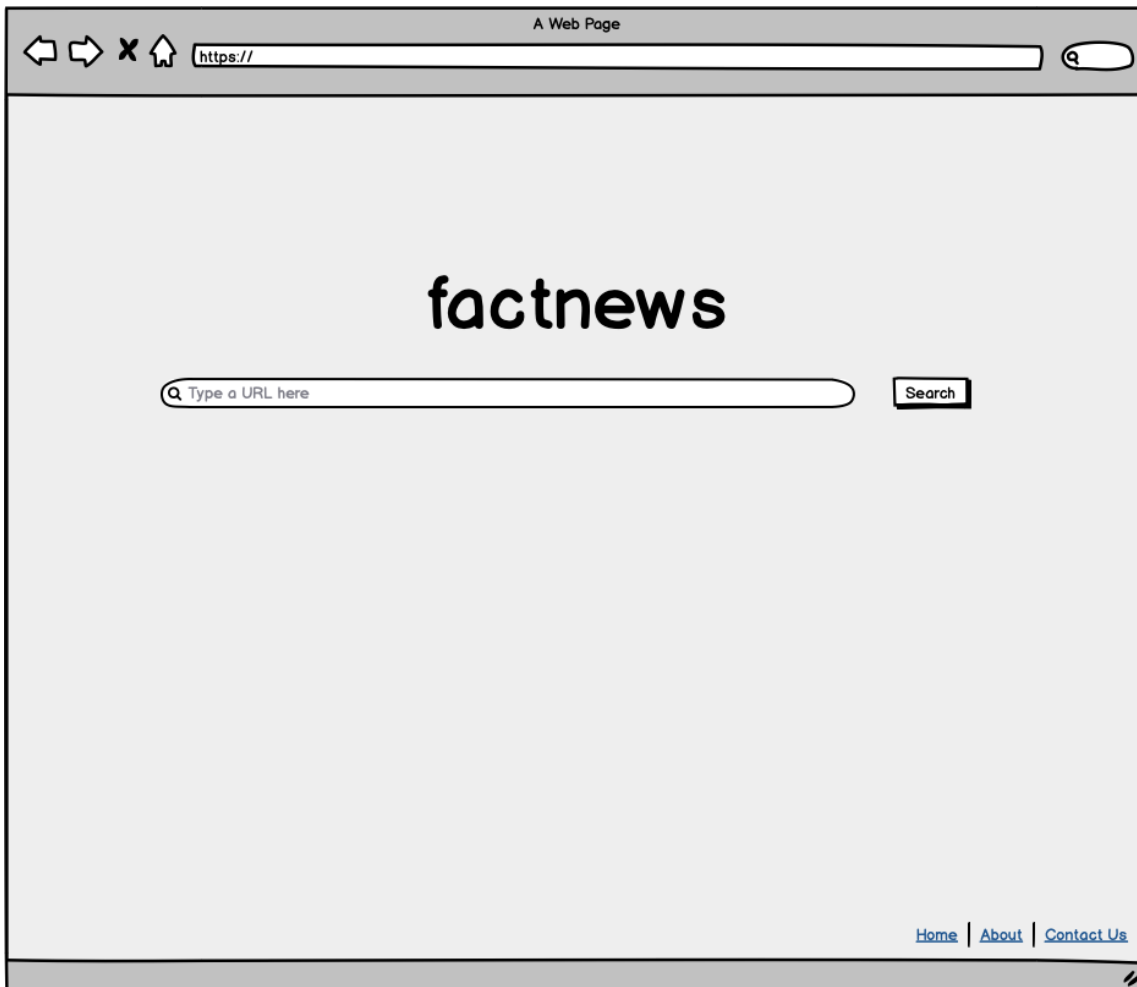 A Web Page
https://
factnews
Type a URL here
Search
Home | About | Contact Us